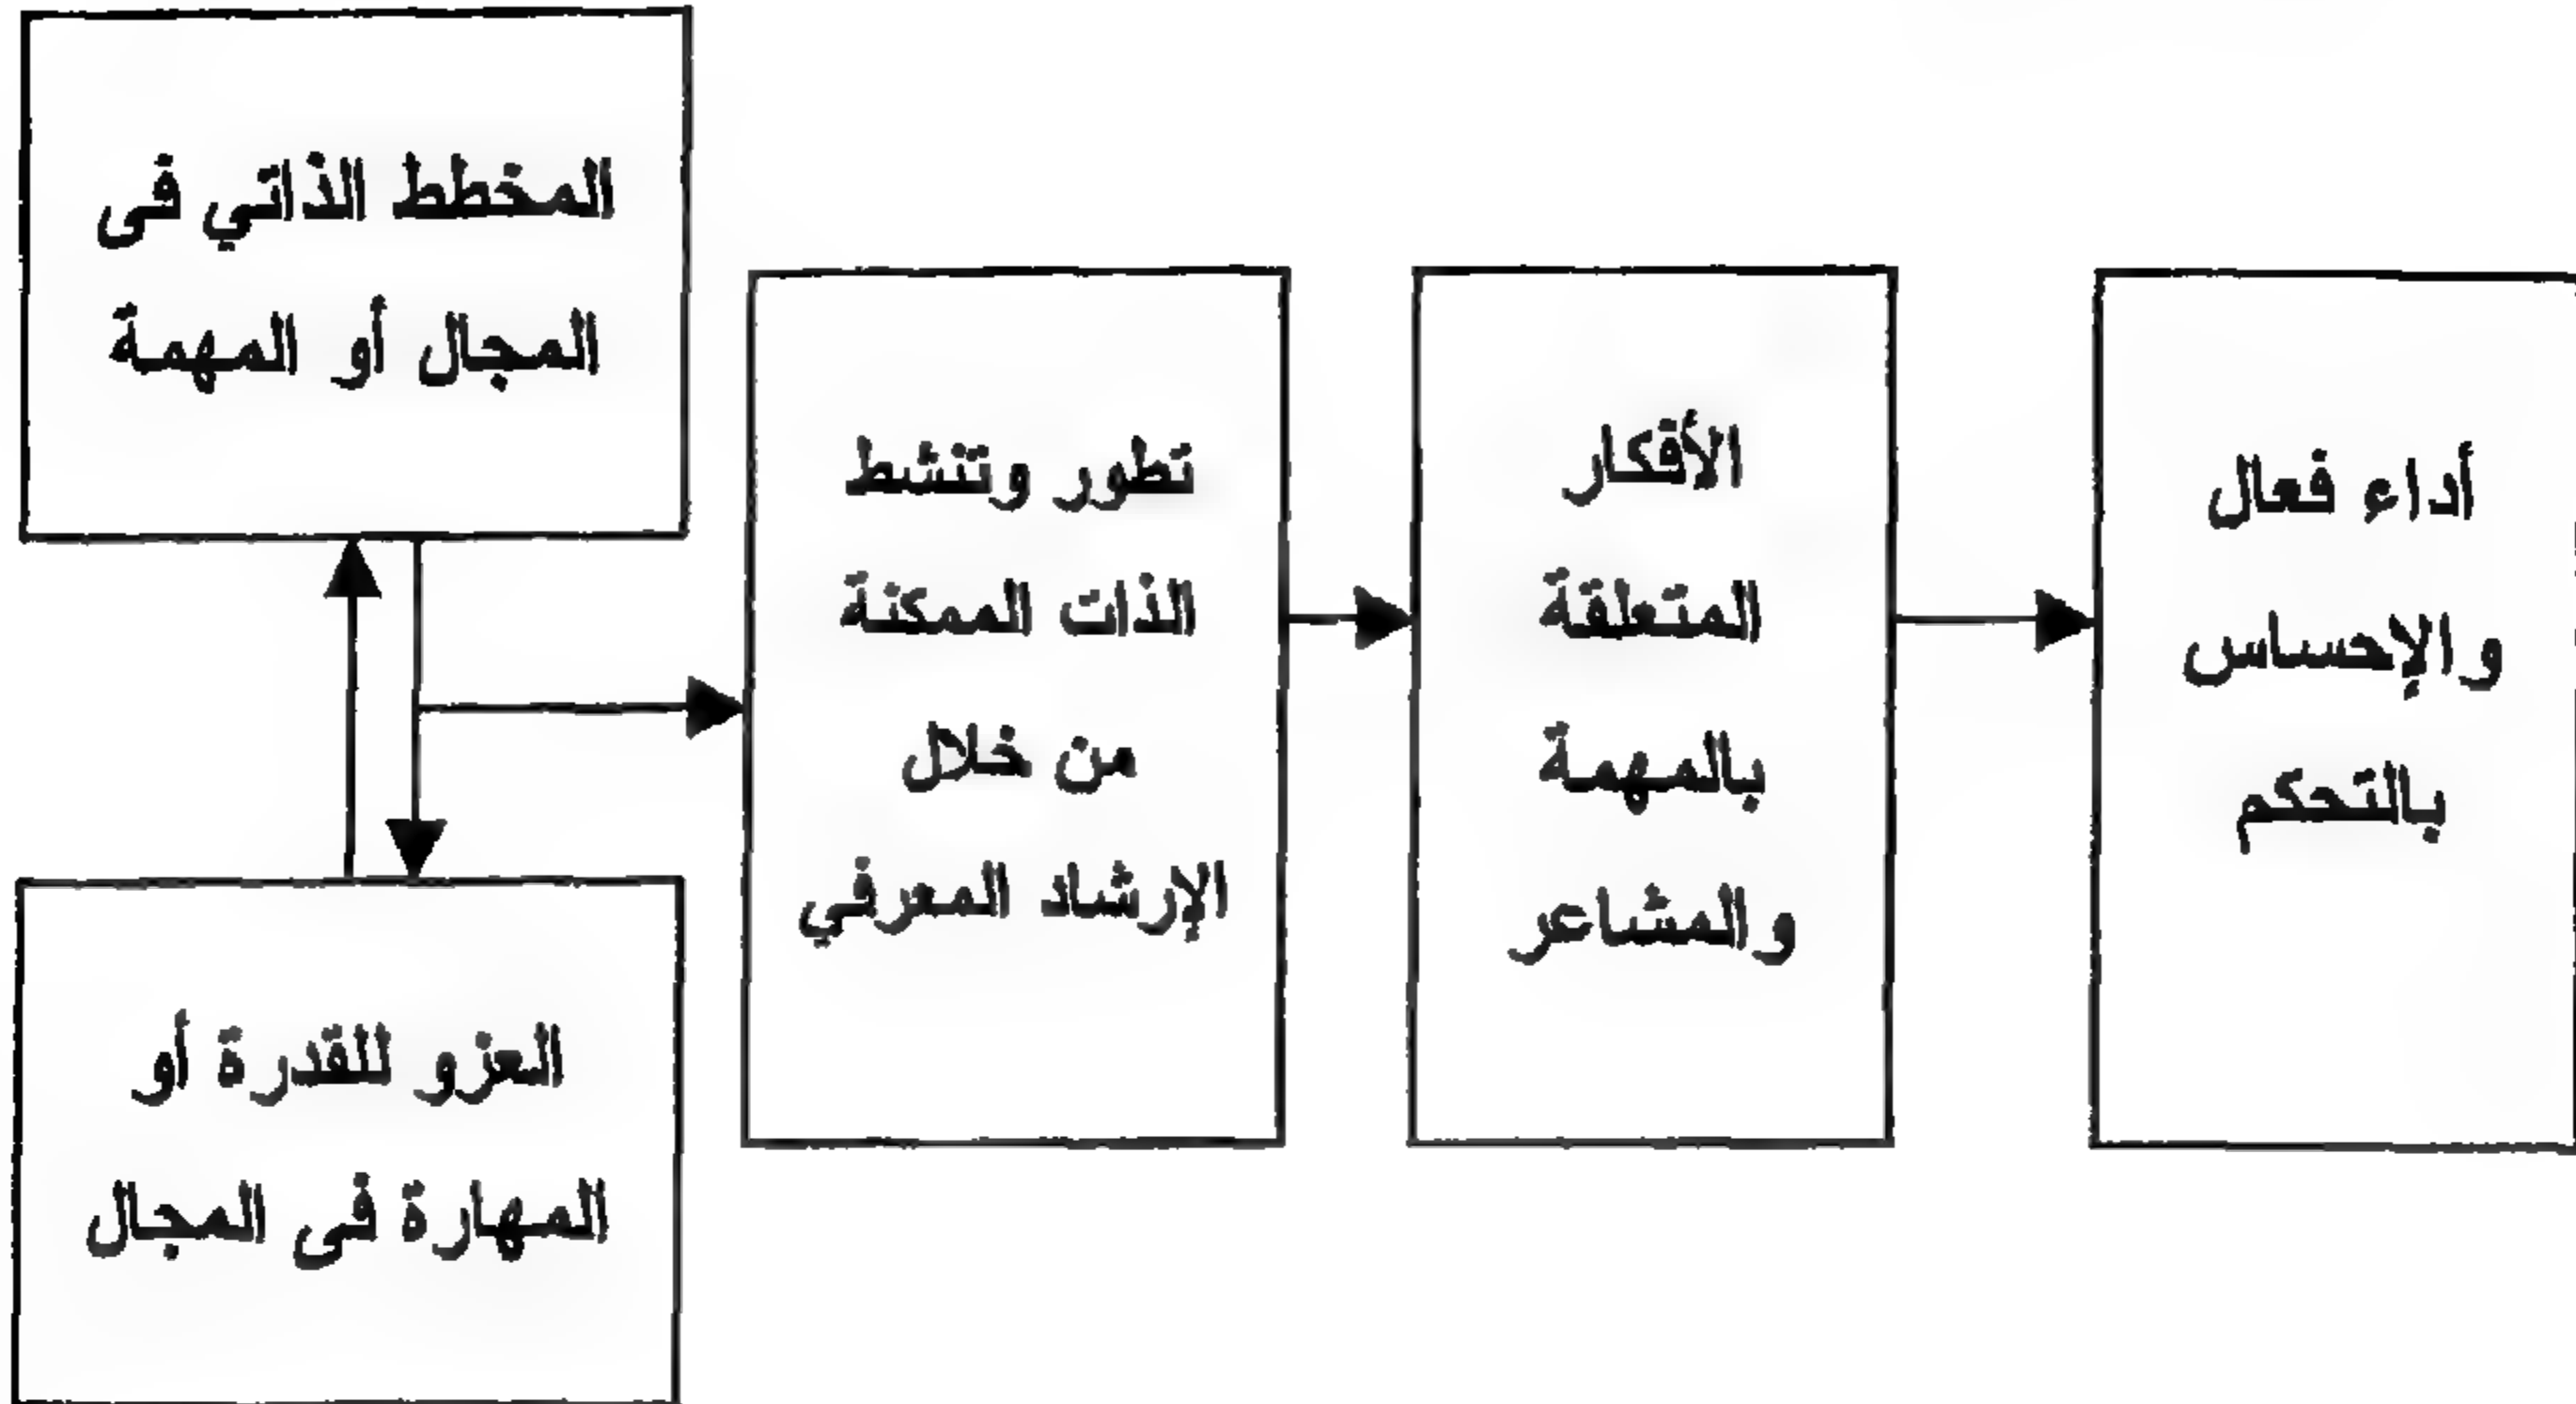 المخطط الذاتي فى
المجال أو المهمة
العزو للقدرة أو
المهارة فى المجال
تطور وتنشط
الذات الممكنة
من خلال
الإرشاد المعرفي
الأفكار
المتعلقة
بالمهمة
والمشاعر
أداء فعال
والإحساس
بالتحكم